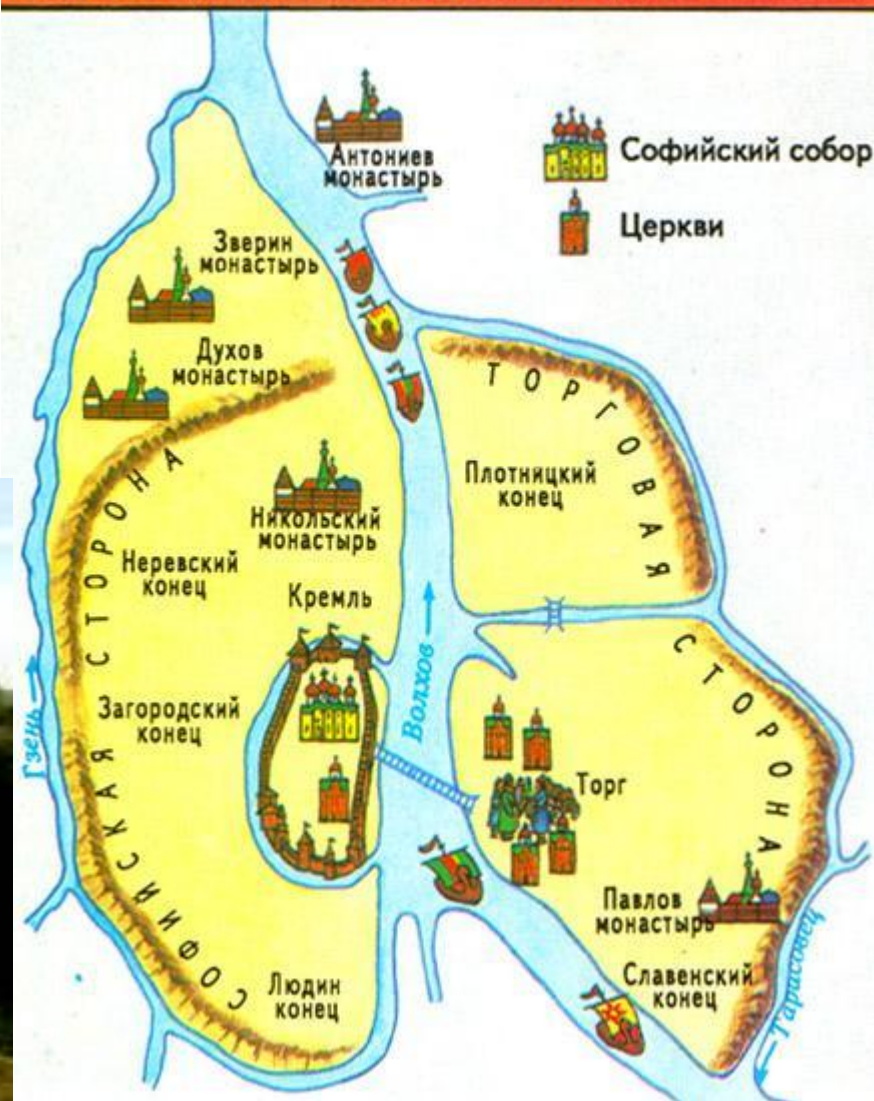 Антониев
монастырь
Софийский собор
Церкви
Зверин
монастырь
Духов
монастырь
ТОРГОВАЯ
СТОРОНА
Плотницкий
конец
Никольский
монастырь
Неревский
конец
Кремль
СОФИЙСКАЯ СТОРОНА
Волхов
Гзень
Загородский
конец
Торг
Павлов
монастырь
Славенский
конец
Тарасовец
Людин
конец